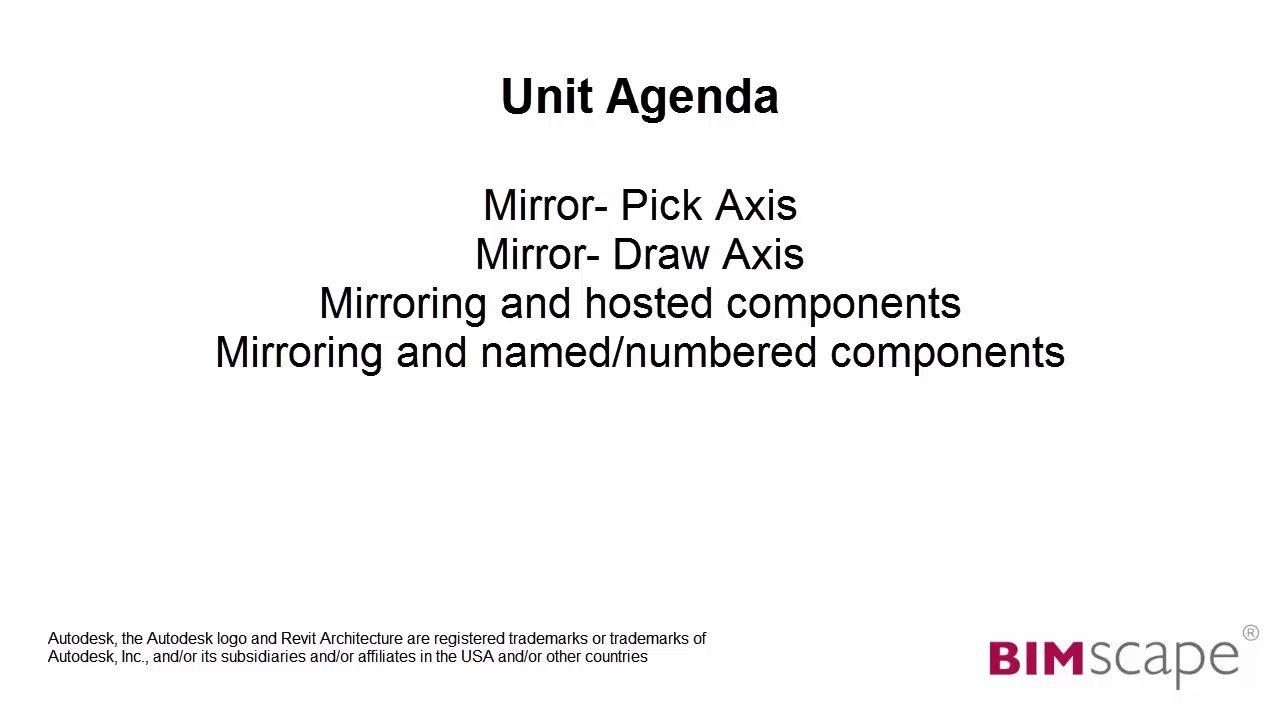 Unit Agenda
Mirror- Pick Axis
Mirror- Draw Axis
Mirroring and hosted components
Mirroring and named/numbered components
Autodesk, the Autodesk logo and Revit Architecture are registered trademarks or trademarks of
Autodesk, Inc., and/or its subsidiaries and/or affiliates in the USA and/or other countries
BIMscape®